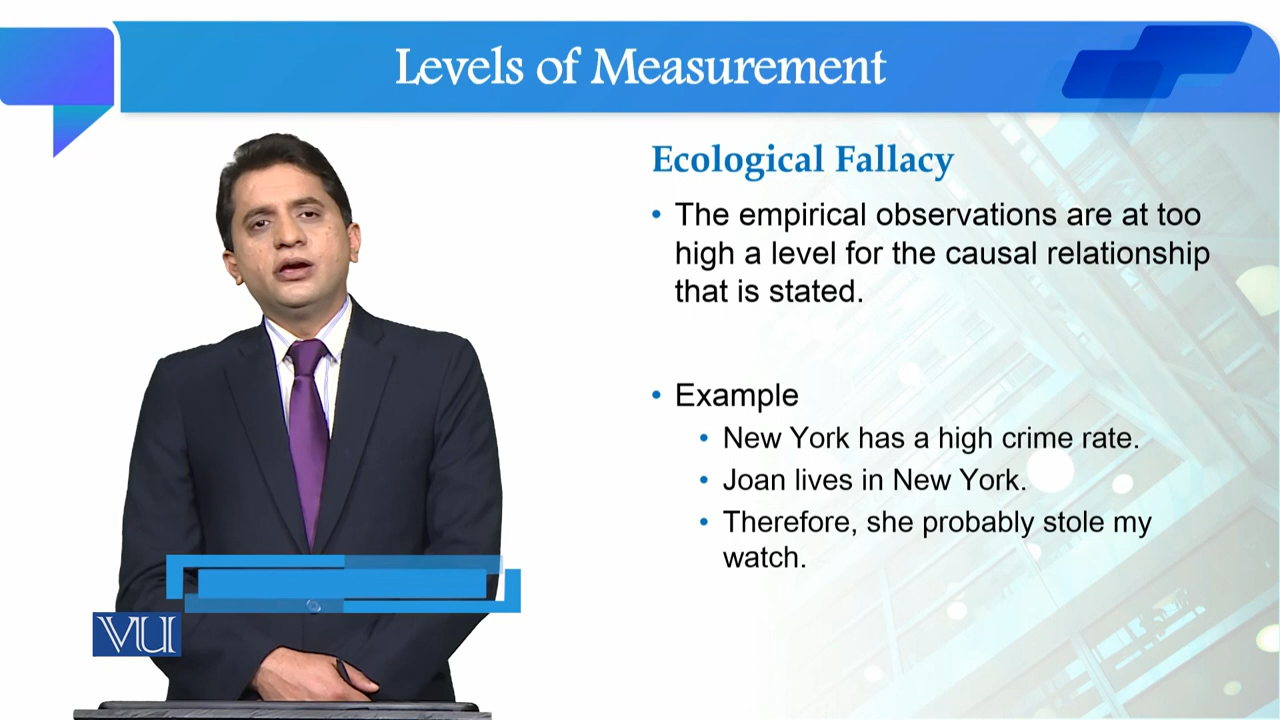 Levels of Measurement
Ecological Fallacy
• The empirical observations are at too
high a level for the causal relationship
that is stated.
• Example
• New York has a high crime rate.
• Joan lives in New York.
• Therefore, she probably stole my
watch.
VU